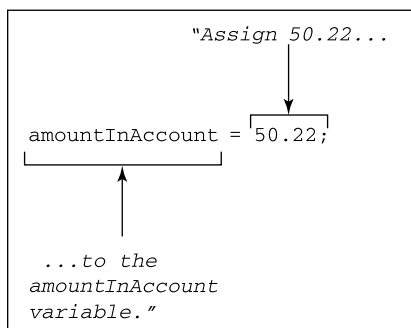 "Assign 50.22...
amountInAccount = 50.22;
...to the
amountInAccount
variable."